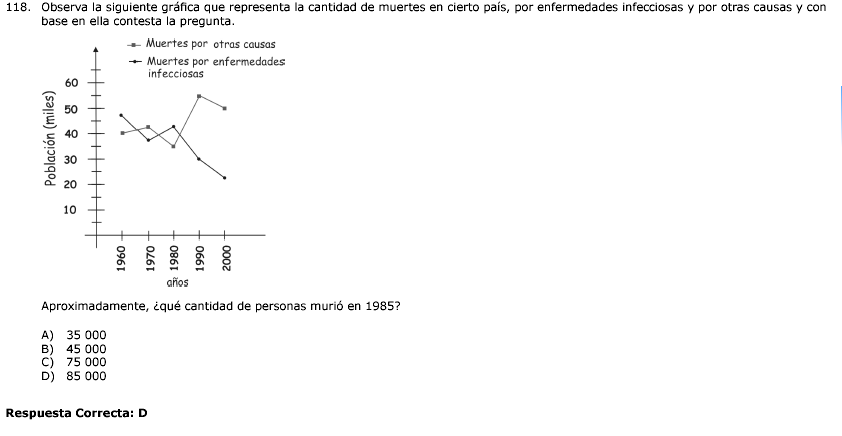 118. Observa la siguiente gráfica que representa la cantidad de muertes en cierto país, por enfermedades infecciosas y por otras causas y con
base en ella contesta la pregunta.
Muertes por otras causas
Muertes por enfermedades
infecciosas
Población (miles)
60
50
40
30
20
10
1960
1970
1980
1990
2000
años
Aproximadamente, ¿qué cantidad de personas murió en 1985?
A) 35 000
B) 45 000
C) 75 000
D) 85 000
Respuesta Correcta: D